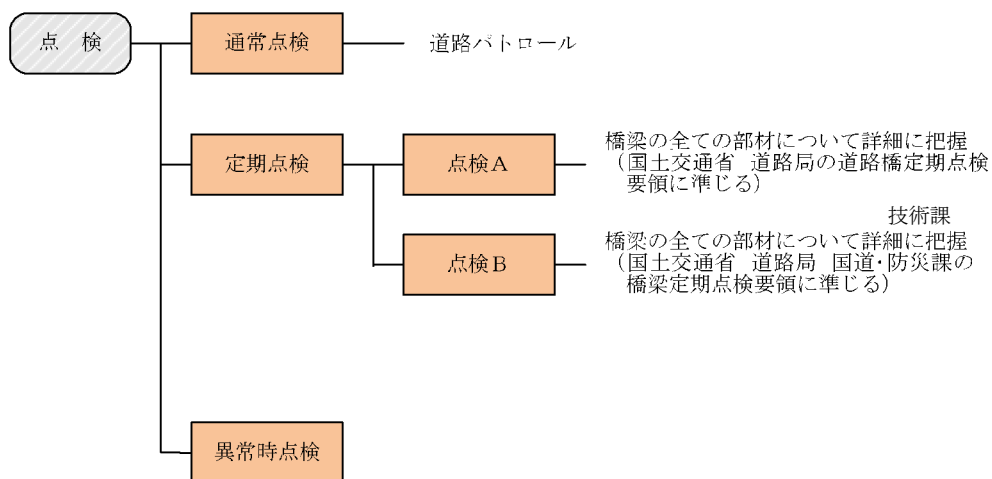 点　検
通常点検
道路パトロール
定期点検
点検A
橋梁の全ての部材について詳細に把握
（国土交通省　道路局の道路橋定期点検
要領に準じる）
技術課
点検B
橋梁の全ての部材について詳細に把握
（国土交通省　道路局　国道・防災課の
橋梁定期点検要領に準じる）
異常時点検